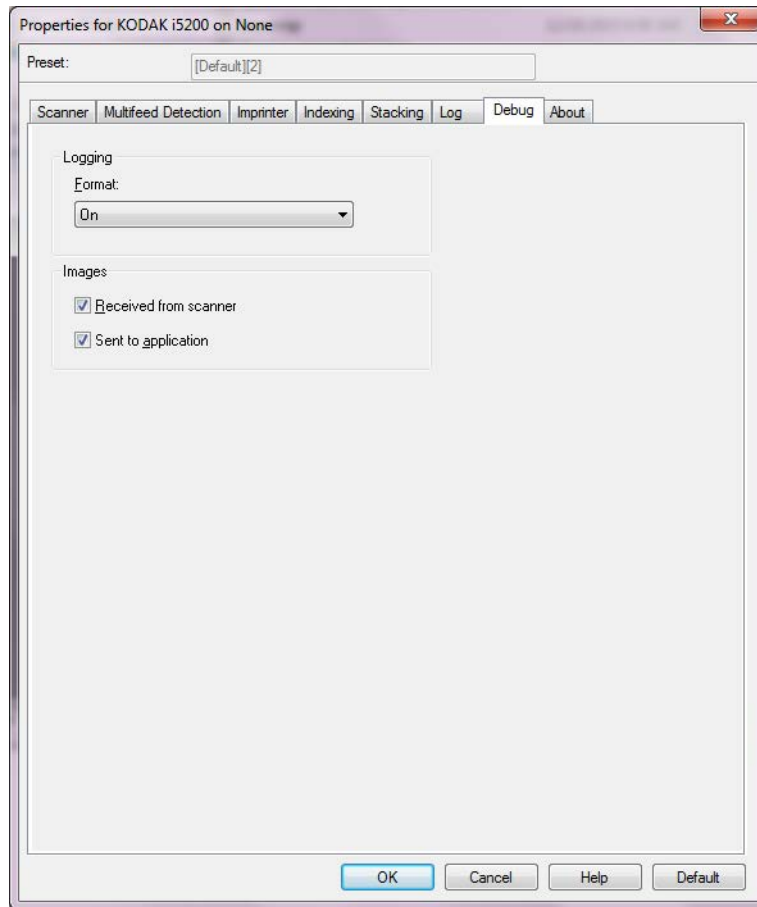 Properties for KODAK i5200 on None
Preset: [Default][2]
Scanner Multifeed Detection Imprinter Indexing Stacking Log Debug About
Logging
Format:
On
Images
Received from scanner
Sent to application
OK Cancel Help Default